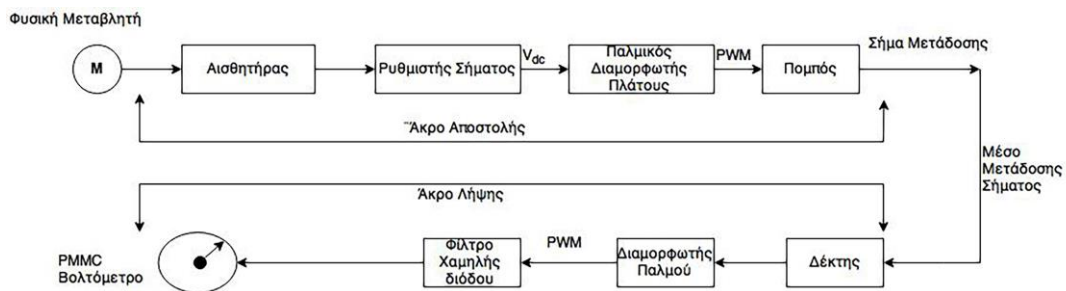 Φυσική Μεταβλητή
Μ
Αισθητήρας
Ρυθμιστής Σήματος
Vdc
Παλμικός
Διαμορφωτής
Πλάτους
PWM
Πομπός
Σήμα Μετάδοσης
¨Άκρο Αποστολής
Μέσο
Μετάδοσης
Σήματος
Άκρο Λήψης
PMMC
Βολτόμετρο
Φίλτρο
Χαμηλής
διόδου
PWM
Διαμορφωτής
Παλμού
Δέκτης